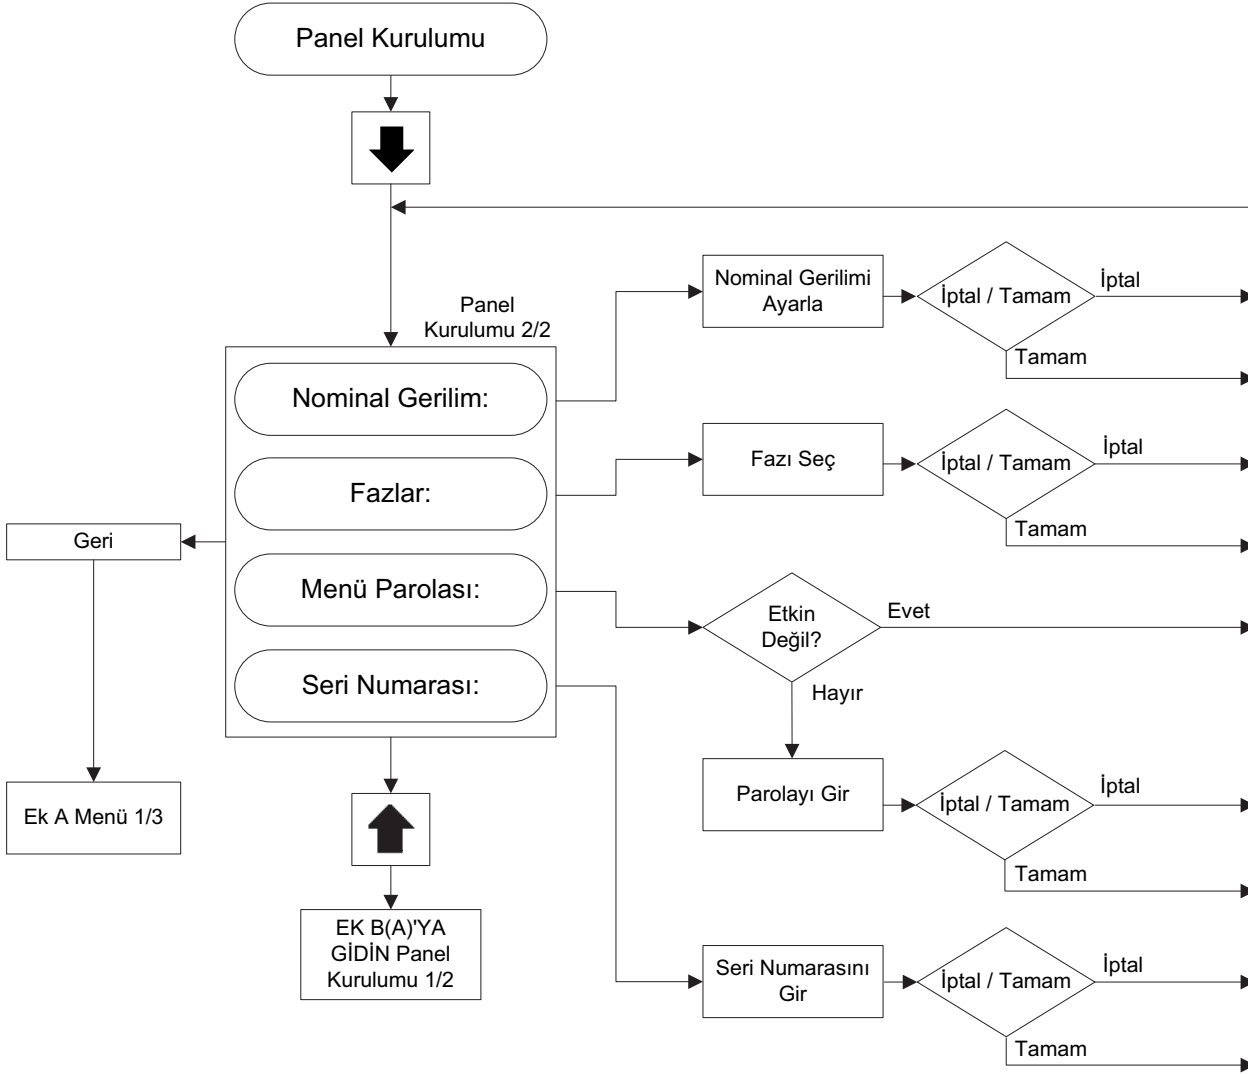 Panel Kurulumu
Panel
Kurulumu 2/2
Nominal Gerilim:
Fazlar:
Menü Parolası:
Seri Numarası:
Geri
Ek A Menü 1/3
EK B(A)'YA
GİDİN Panel
Kurulumu 1/2
Nominal Gerilimi
Ayarla
İptal / Tamam
İptal
Tamam
Fazı Seç
İptal / Tamam
İptal
Tamam
Etkin
Değil?
Evet
Hayır
Parolayı Gir
İptal / Tamam
İptal
Tamam
Seri Numarasını
Gir
İptal / Tamam
İptal
Tamam